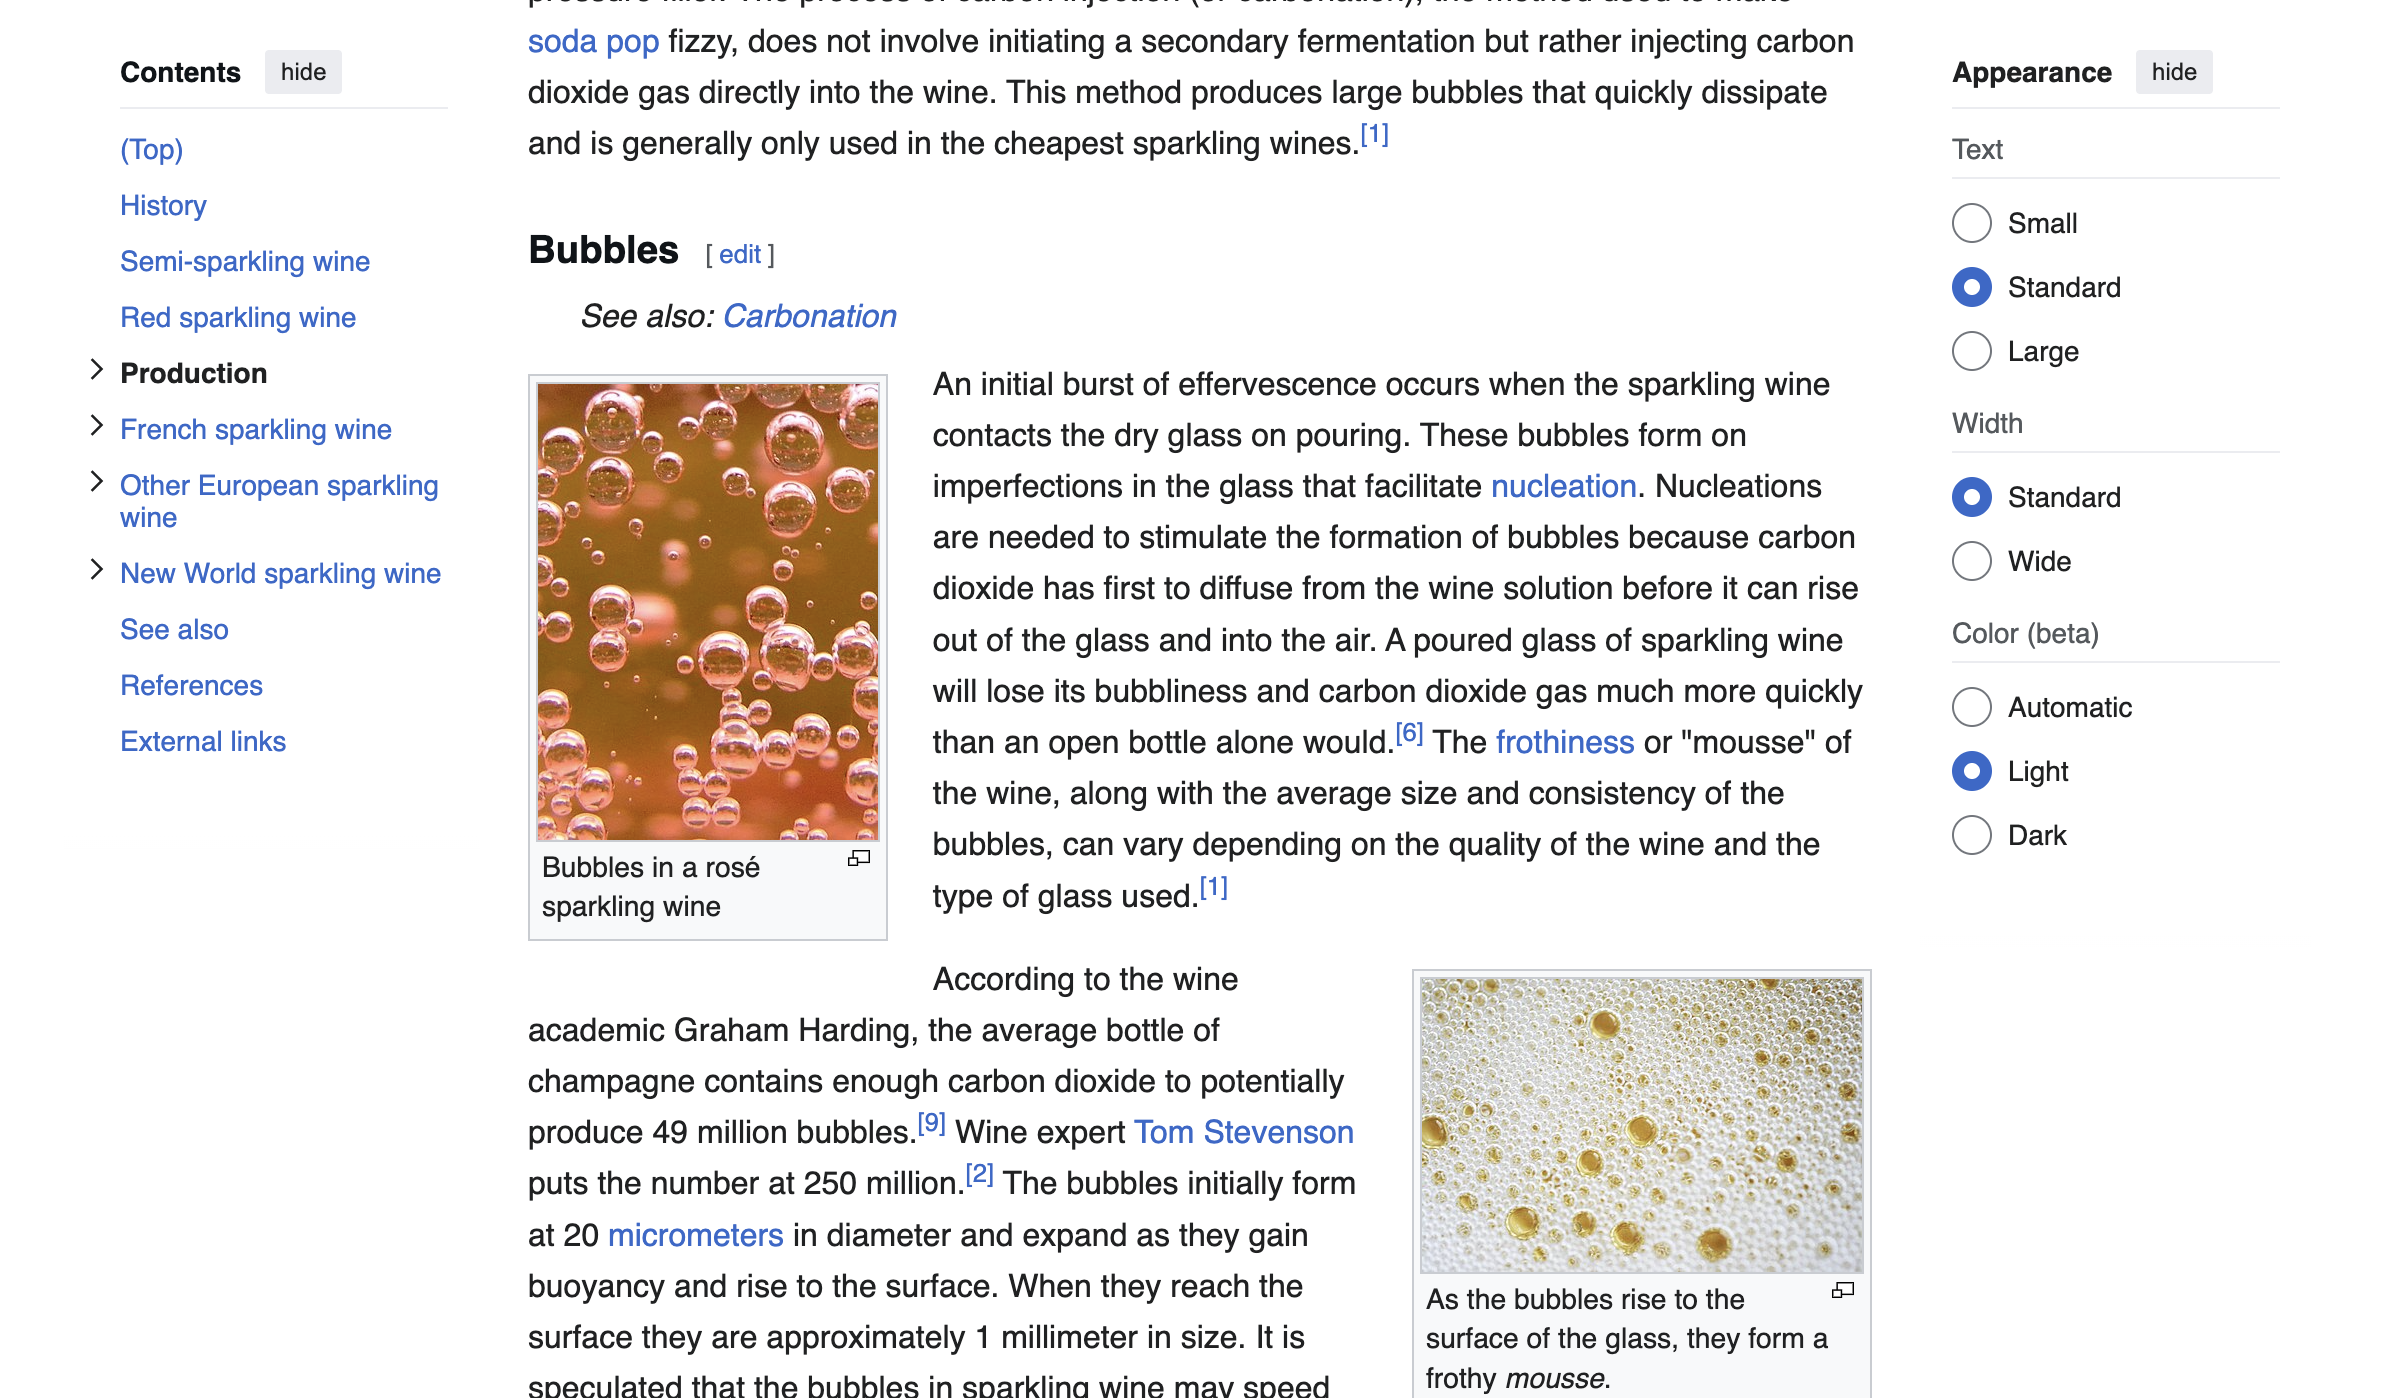 Contents hide
(Top)
History
Semi-sparkling wine
Red sparkling wine
Production
French sparkling wine
Other European sparkling
wine
New World sparkling wine
See also
References
External links
pressure filler. The process of carbon injection (or carbonation), the method used to make
soda pop fizzy, does not involve initiating a secondary fermentation but rather injecting carbon
dioxide gas directly into the wine. This method produces large bubbles that quickly dissipate
and is generally only used in the cheapest sparkling wines.[1]
Bubbles [ edit ]
See also: Carbonation
Bubbles in a rosé
sparkling wine
An initial burst of effervescence occurs when the sparkling wine
contacts the dry glass on pouring. These bubbles form on
imperfections in the glass that facilitate nucleation. Nucleations
are needed to stimulate the formation of bubbles because carbon
dioxide has first to diffuse from the wine solution before it can rise
out of the glass and into the air. A poured glass of sparkling wine
will lose its bubbliness and carbon dioxide gas much more quickly
than an open bottle alone would.[6] The frothiness or "mousse" of
the wine, along with the average size and consistency of the
bubbles, can vary depending on the quality of the wine and the
type of glass used.[1]
According to the wine
academic Graham Harding, the average bottle of
champagne contains enough carbon dioxide to potentially
produce 49 million bubbles.[9] Wine expert Tom Stevenson
puts the number at 250 million.[2] The bubbles initially form
at 20 micrometers in diameter and expand as they gain
buoyancy and rise to the surface. When they reach the
surface they are approximately 1 millimeter in size. It is
speculated that the bubbles in sparkling wine may speed
As the bubbles rise to the
surface of the glass, they form a
frothy mousse.
Appearance hide
Text
Small
Standard
Large
Width
Standard
Wide
Color (beta)
Automatic
Light
Dark